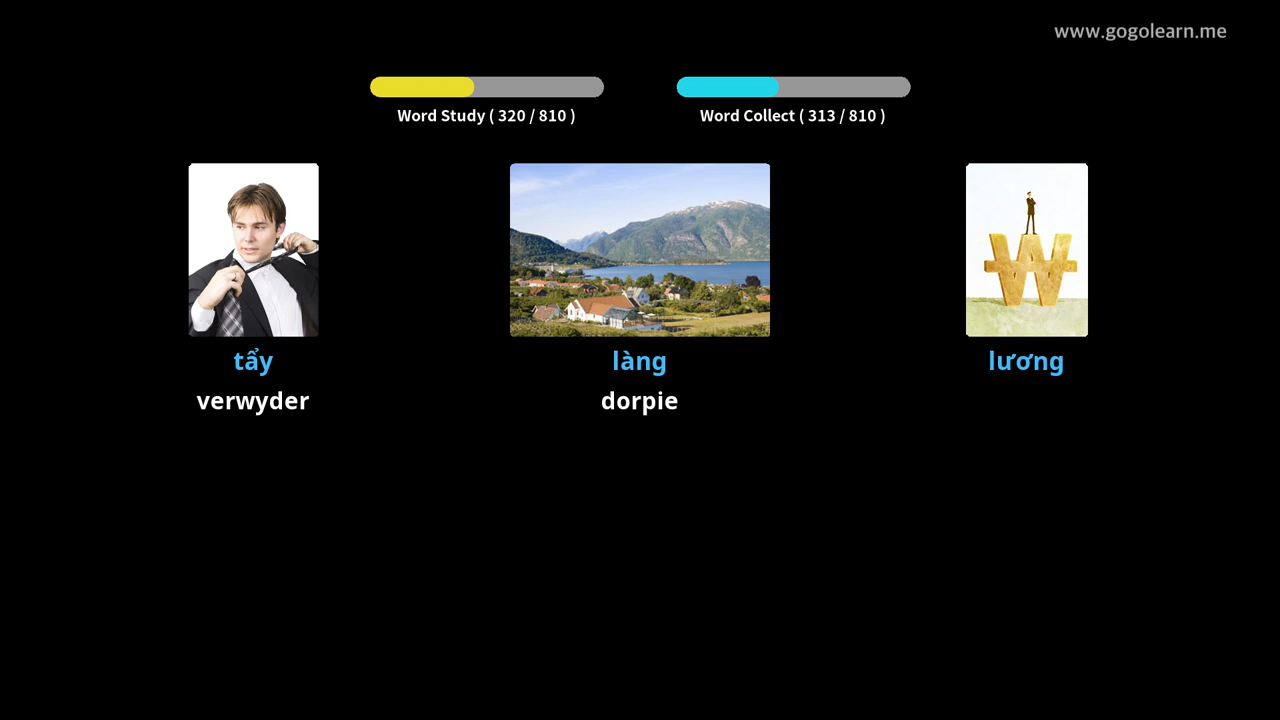 www.gogolearn.me
Word Study ( 320 / 810 )
Word Collect ( 313 / 810 )
tẩy
làng
lương
verwyder
dorpie